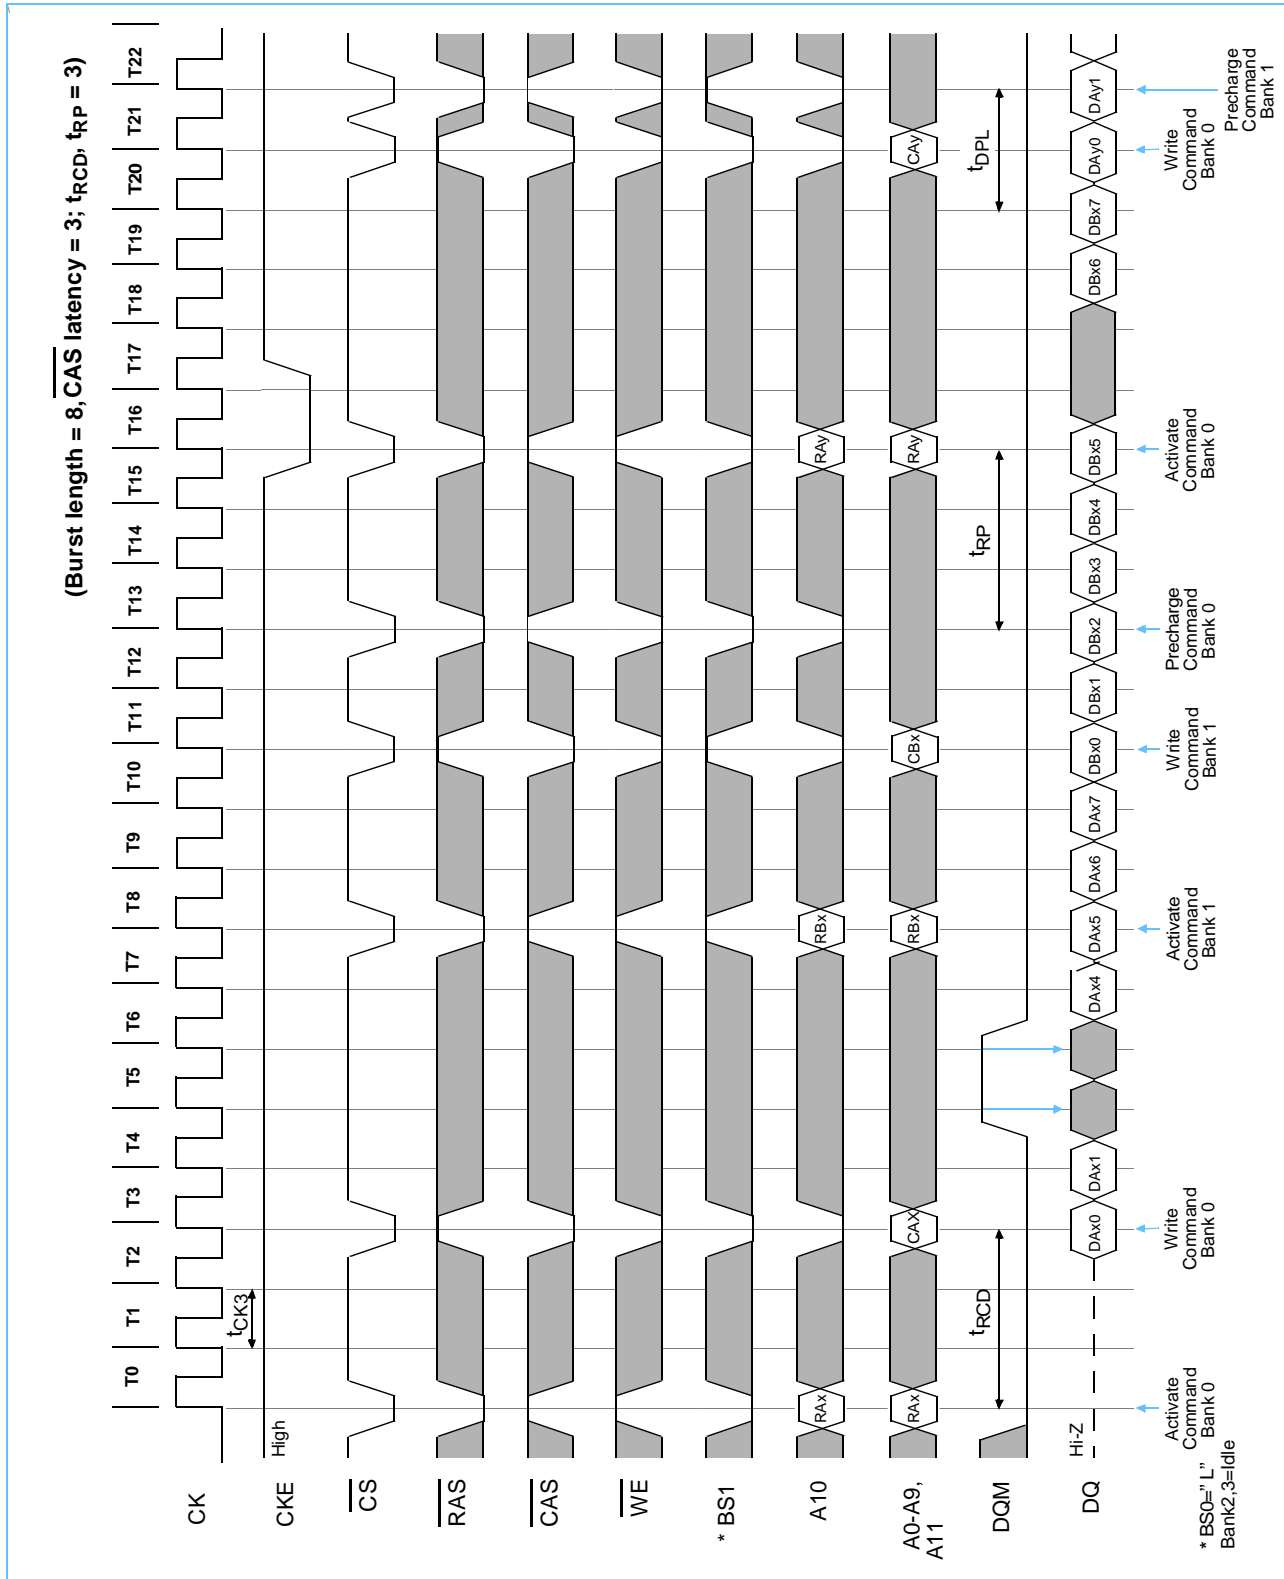 (Burst length = 8, CAS latency = 3; tRCD, tRP = 3)
T0 T1 T2 T3 T4 T5 T6 T7 T8 T9 T10 T11 T12 T13 T14 T15 T16 T17 T18 T19 T20 T21 T22
CK
tCK3
CKE
High
CS
RAS
CAS
WE
* BS1
A10
RAx RBx RAy
A0-A9,
A11
RAx CAX RBx CBx RAy CAy
DQM
tRCD tRP tDPL
DQ
Hi-Z
DAx0 DAx1 DAx4 DAx5 DAx6 DAx7 DBx0 DBx1 DBx2 DBx3 DBx4 DBx5 DBx6 DBx7 DAy0 DAy1
Activate
Command
Bank 0
Write
Command
Bank 0
Activate
Command
Bank 1
Write
Command
Bank 1
Precharge
Command
Bank 0
Activate
Command
Bank 0
Write
Command
Bank 0
Precharge
Command
Bank 1
* BS0=" L"
Bank2,3=Idle